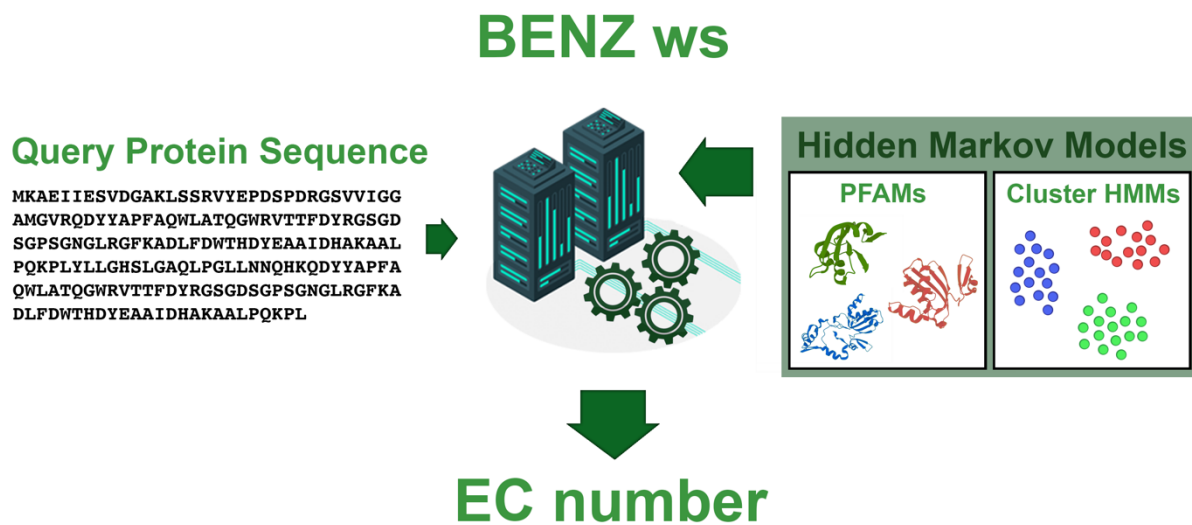 BENZ ws
Query Protein Sequence
MKAEIIESVDGAKLSSRVYEPDSPDRGSVVIGG
AMGVRQDYYAPFAQWLATQGWRVTTFDYRGSGD
SGPSGNGLRGFKADLFDWTHDYEAAIDHAKAAL
PQKPLYLLGHSLGAQLPGLLNNQHKQDYYAPFA
QWLATQGWRVTTFDYRGSGDSGPSGNGLRGFKA
DLFDWTHDYEAAIDHAKAALPQKPL
Hidden Markov Models
PFAMs
Cluster HMMs
EC number